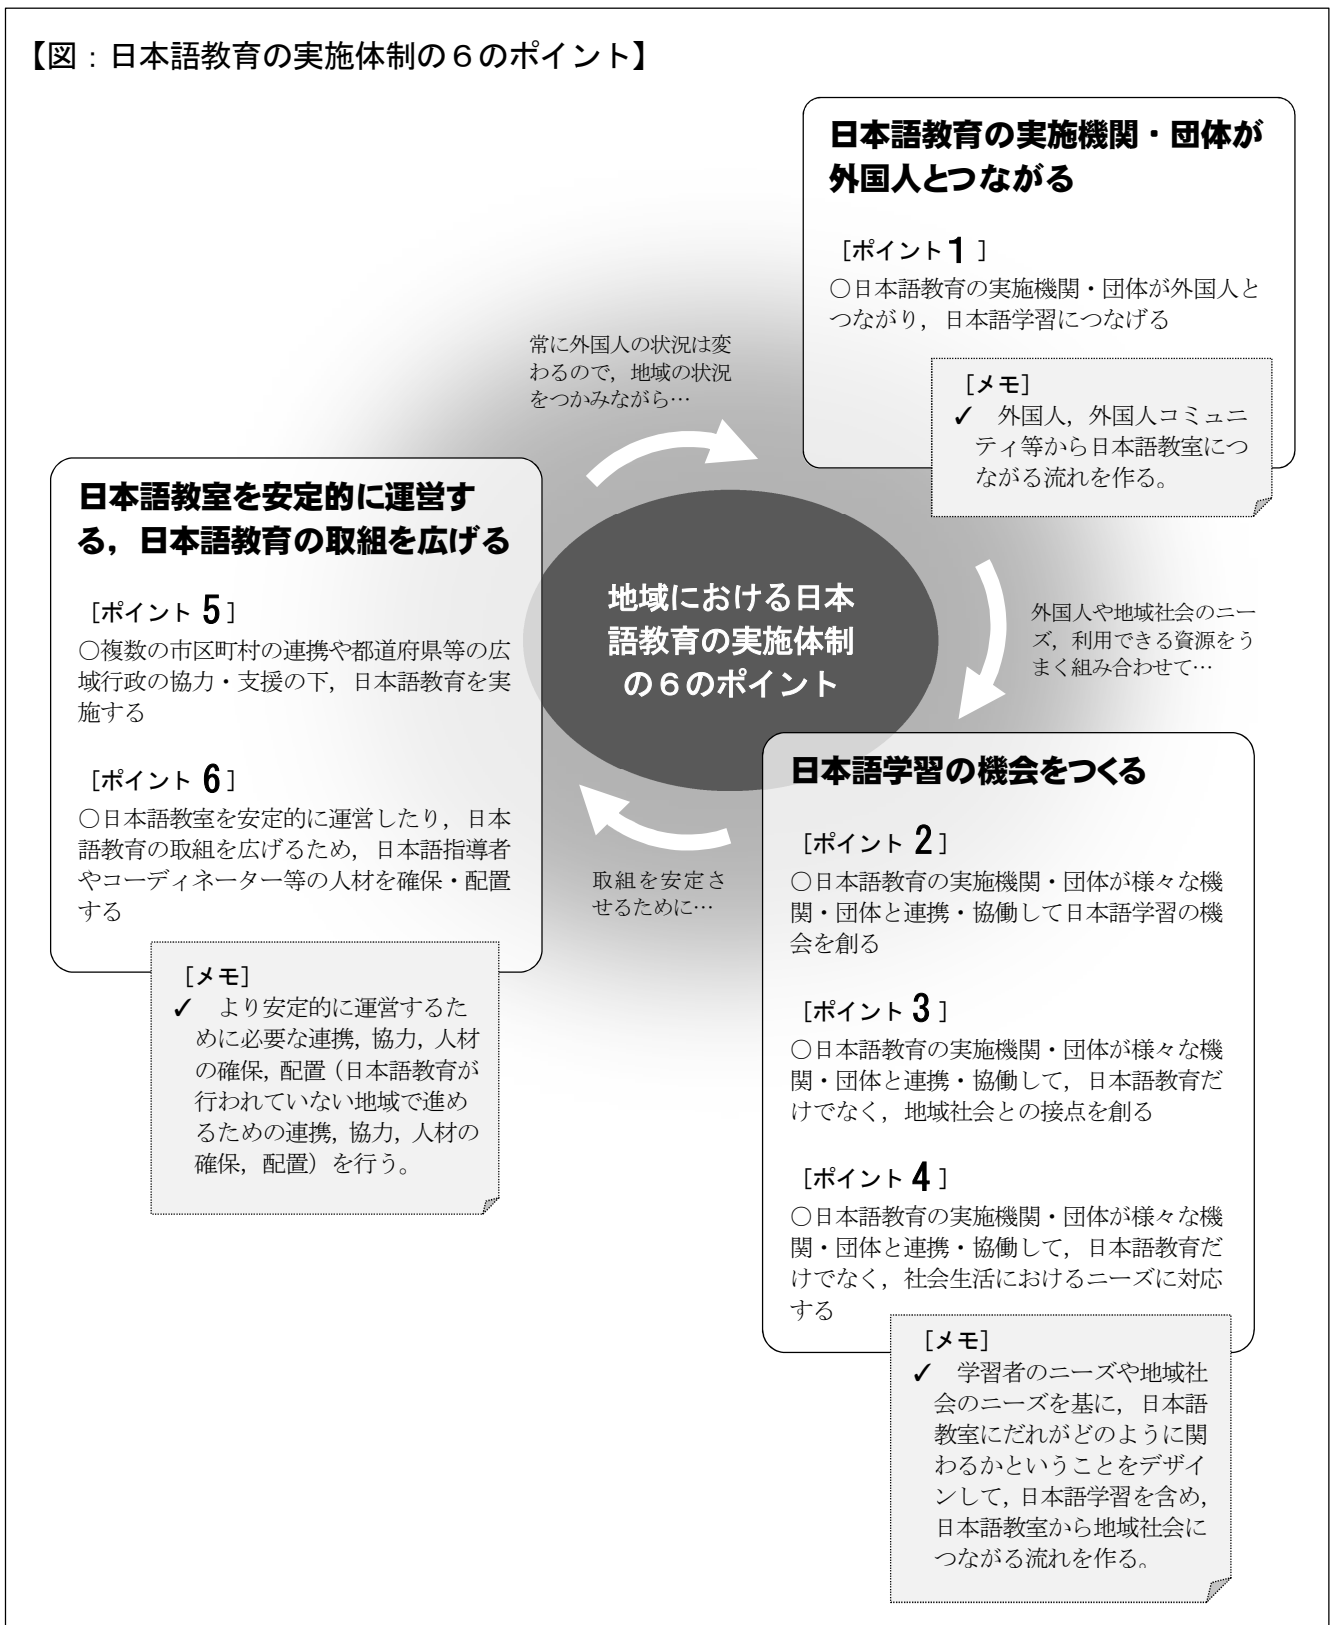 【図：日本語教育の実施体制の６のポイント】
日本語教育の実施機関・団体が
外国人とつながる
［ポイント1］
○日本語教育の実施機関・団体が外国人と
つながり，日本語学習につなげる
［メモ］
✓　外国人，外国人コミュニ
ティ等から日本語教室につ
ながる流れを作る。
常に外国人の状況は変
わるので，地域の状況
をつかみながら…
地域における日本
語教育の実施体制
の６のポイント
外国人や地域社会のニー
ズ，利用できる資源をう
まく組み合わせて…
日本語学習の機会をつくる
［ポイント2］
○日本語教育の実施機関・団体が様々な機
関・団体と連携・協働して日本語学習の機
会を創る
［ポイント3］
○日本語教育の実施機関・団体が様々な機
関・団体と連携・協働して，日本語教育だ
けでなく，地域社会との接点を創る
［ポイント4］
○日本語教育の実施機関・団体が様々な機
関・団体と連携・協働して，日本語教育だ
けでなく，社会生活におけるニーズに対応
する
［メモ］
✓　学習者のニーズや地域社
会のニーズを基に，日本語
教室にだれがどのように関
わるかということをデザイ
ンして，日本語学習を含め，
日本語教室から地域社会に
つながる流れを作る。
取組を安定さ
せるために…
日本語教室を安定的に運営す
る，日本語教育の取組を広げる
［ポイント5］
○複数の市区町村の連携や都道府県等の広
域行政の協力・支援の下，日本語教育を実
施する
［ポイント6］
○日本語教室を安定的に運営したり，日本
語教育の取組を広げるため，日本語指導者
やコーディネーター等の人材を確保・配置
する
［メモ］
✓　より安定的に運営するた
めに必要な連携，協力，人材
の確保，配置（日本語教育が
行われていない地域で進め
るための連携，協力，人材の
確保，配置）を行う。